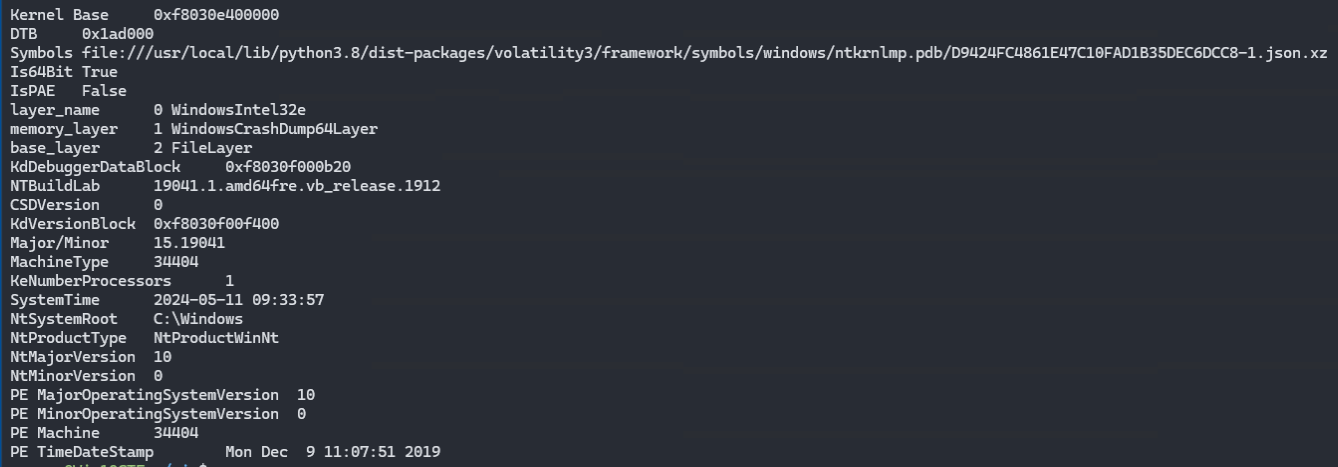 Kernel Base 0xf8030e400000
DTB 0x1ad000
Symbols file:///usr/local/lib/python3.8/dist-packages/volatility3/framework/symbols/windows/ntkrnlmp.pdb/D9424FC4861E47C10FAD1B35DEC6DCC8-1.json.xz
Is64Bit True
IsPAE False
layer_name 0 WindowsIntel32e
memory_layer 1 WindowsCrashDump64Layer
base_layer 2 FileLayer
KdDebuggerDataBlock 0xf8030f000b20
NTBuildLab 19041.1.amd64fre.vb_release.1912
CSDVersion 0
KdVersionBlock 0xf8030f00f400
Major/Minor 15.19041
MachineType 34404
KeNumberProcessors 1
SystemTime 2024-05-11 09:33:57
NtSystemRoot C:\Windows
NtProductType NtProductWinNt
NtMajorVersion 10
NtMinorVersion 0
PE MajorOperatingSystemVersion 10
PE MinorOperatingSystemVersion 0
PE Machine 34404
PE TimeDateStamp Mon Dec 9 11:07:51 2019